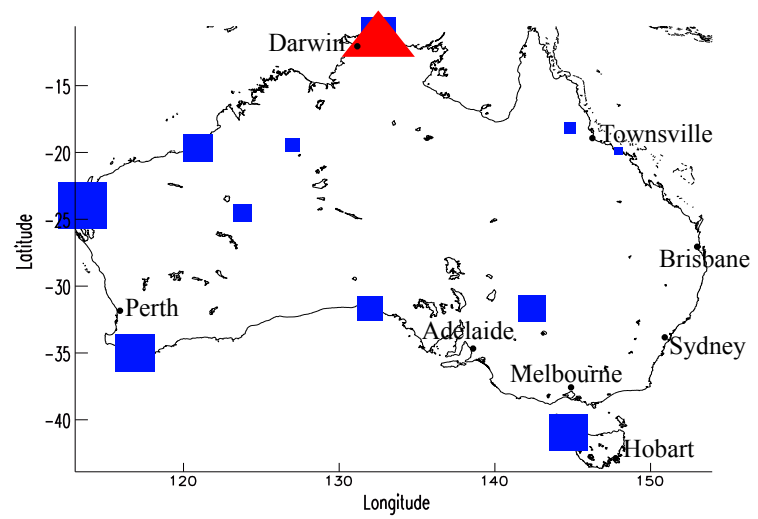 Darwin
−15
Townsville
−20
−25
Latitude
Brisbane
−30
Perth
Adelaide
Sydney
−35
Melbourne
−40
Hobart
120
130
140
150
Longitude